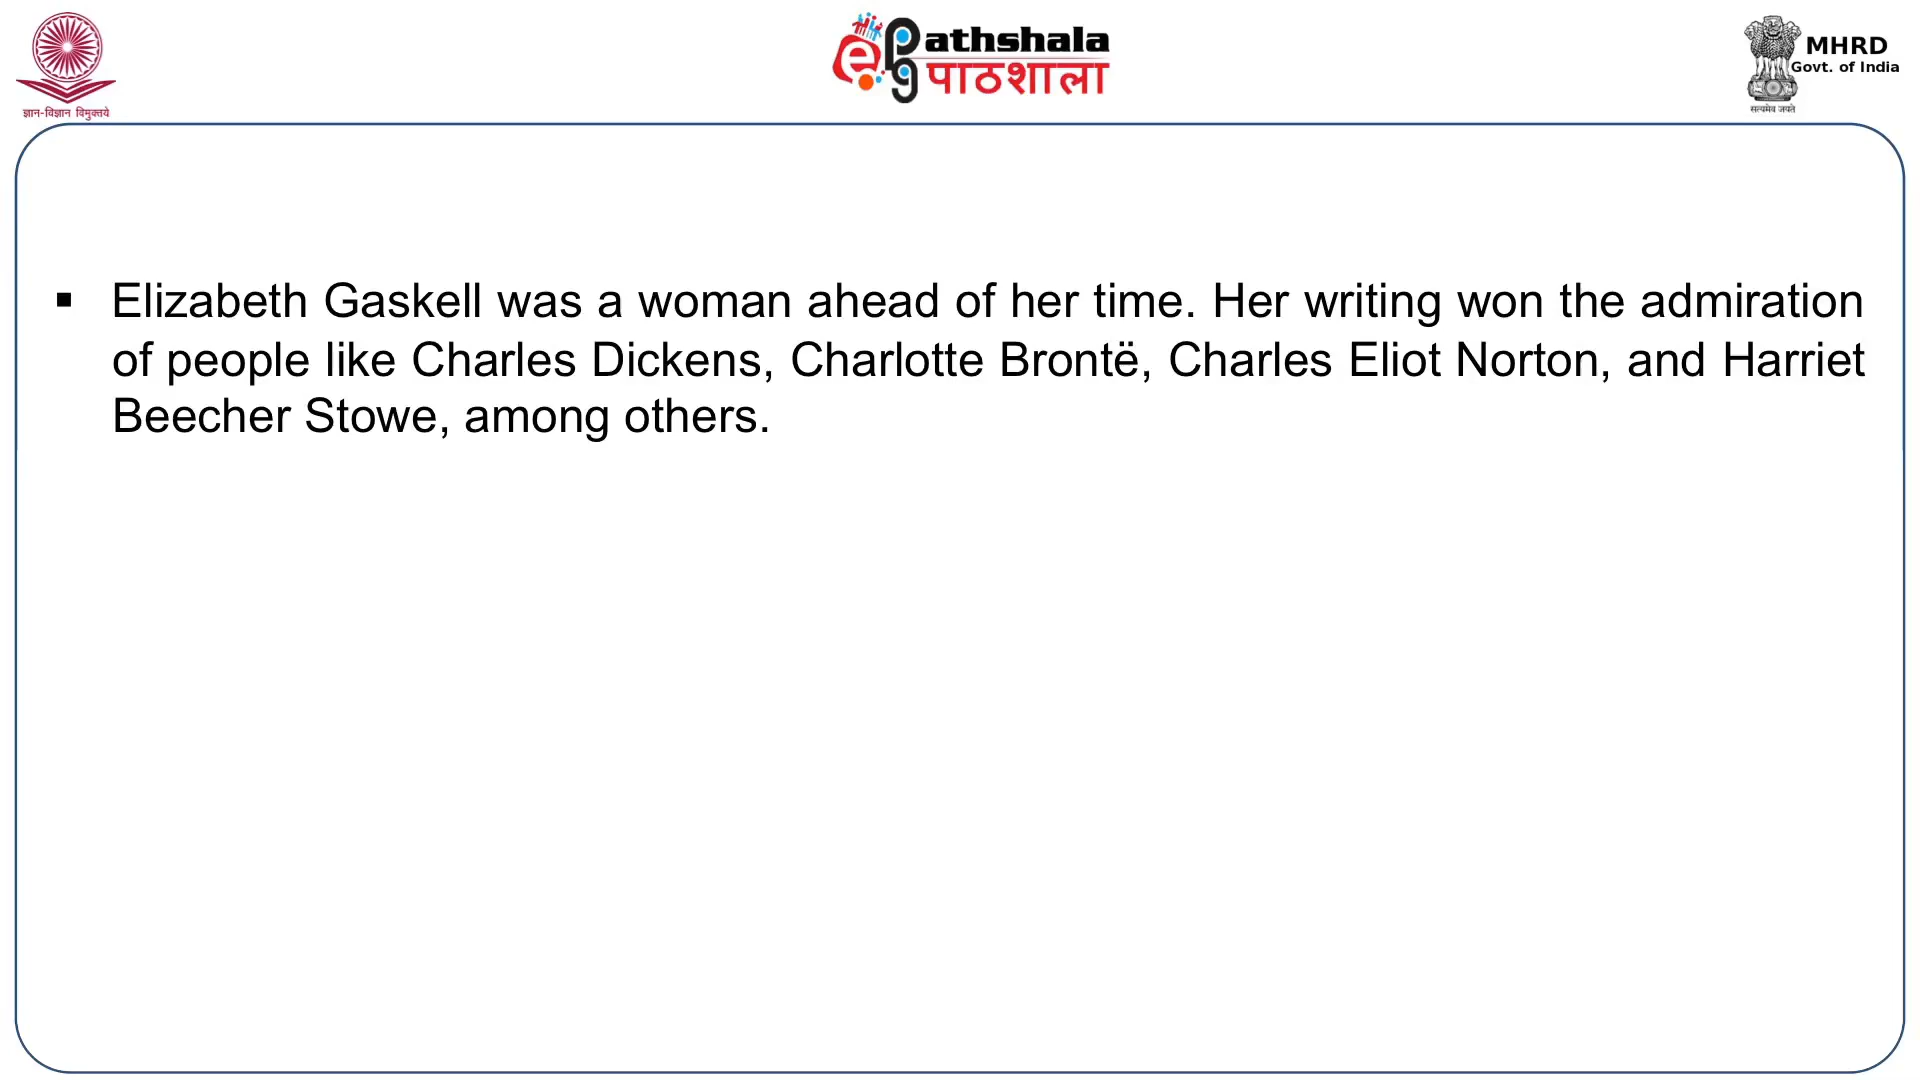 ज्ञान-विज्ञान विमुक्तये
ePathshala
पाठशाला
pg
MHRD
Govt. of India
सत्यमेव जयते
▪ Elizabeth Gaskell was a woman ahead of her time. Her writing won the admiration
of people like Charles Dickens, Charlotte Brontë, Charles Eliot Norton, and Harriet
Beecher Stowe, among others.